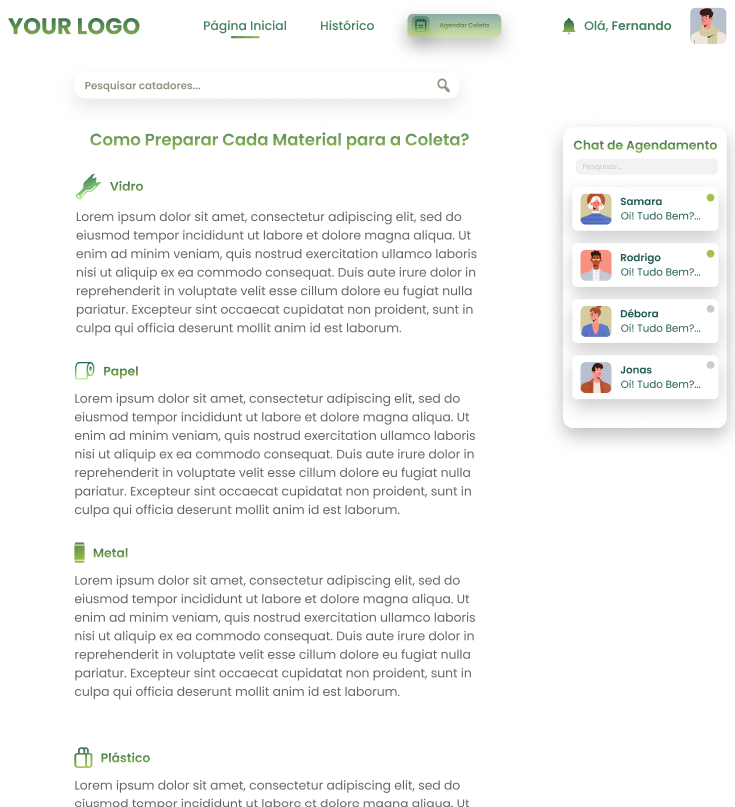 YOUR LOGO
Página Inicial
Histórico
Agendar Coleta
Olá, Fernando
Pesquisar catadores...
Como Preparar Cada Material para a Coleta?
Vidro
Lorem ipsum dolor sit amet, consectetur adipiscing elit, sed do
eiusmod tempor incididunt ut labore et dolore magna aliqua. Ut
enim ad minim veniam, quis nostrud exercitation ullamco laboris
nisi ut aliquip ex ea commodo consequat. Duis aute irure dolor in
reprehenderit in voluptate velit esse cillum dolore eu fugiat nulla
pariatur. Excepteur sint occaecat cupidatat non proident, sunt in
culpa qui officia deserunt mollit anim id est laborum.
Papel
Lorem ipsum dolor sit amet, consectetur adipiscing elit, sed do
eiusmod tempor incididunt ut labore et dolore magna aliqua. Ut
enim ad minim veniam, quis nostrud exercitation ullamco laboris
nisi ut aliquip ex ea commodo consequat. Duis aute irure dolor in
reprehenderit in voluptate velit esse cillum dolore eu fugiat nulla
pariatur. Excepteur sint occaecat cupidatat non proident, sunt in
culpa qui officia deserunt mollit anim id est laborum.
Metal
Lorem ipsum dolor sit amet, consectetur adipiscing elit, sed do
eiusmod tempor incididunt ut labore et dolore magna aliqua. Ut
enim ad minim veniam, quis nostrud exercitation ullamco laboris
nisi ut aliquip ex ea commodo consequat. Duis aute irure dolor in
reprehenderit in voluptate velit esse cillum dolore eu fugiat nulla
pariatur. Excepteur sint occaecat cupidatat non proident, sunt in
culpa qui officia deserunt mollit anim id est laborum.
Plástico
Lorem ipsum dolor sit amet, consectetur adipiscing elit, sed do
eiusmod tempor incididunt ut labore et dolore magna aliqua. Ut
Chat de Agendamento
Pesquisar...
Samara
Oi! Tudo Bem?...
Rodrigo
Oi! Tudo Bem?...
Débora
Oi! Tudo Bem?...
Jonas
Oi! Tudo Bem?...